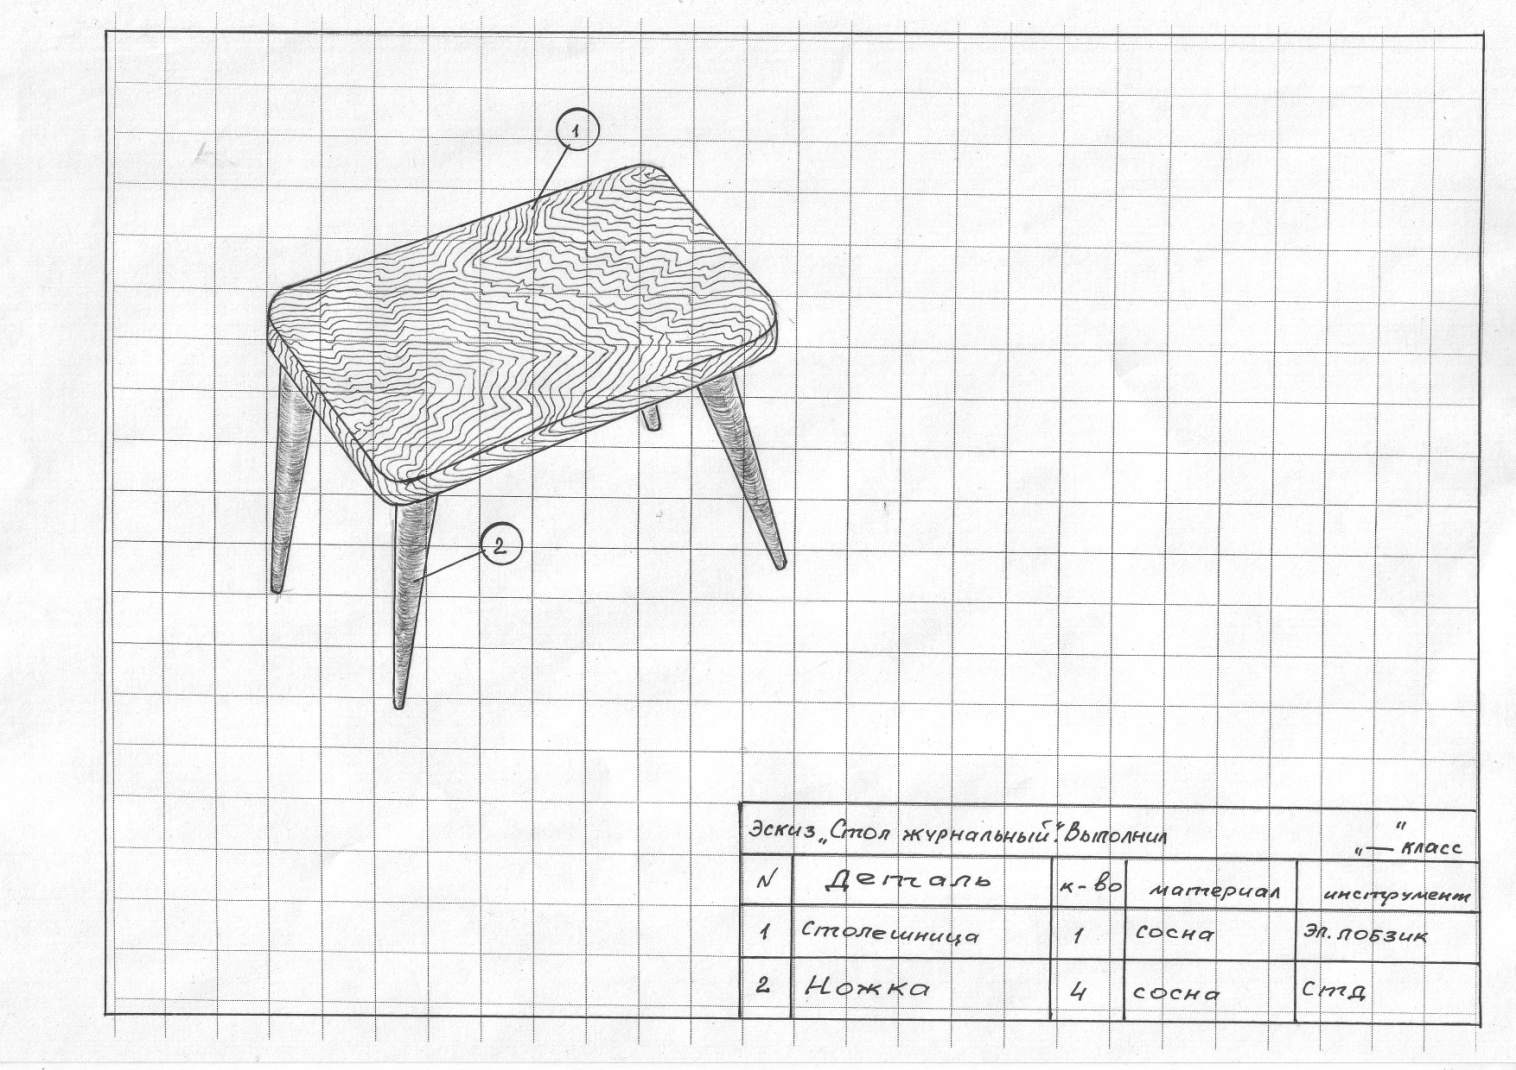 1
2
Эскиз „Стол журнальный“. Выполнил „—“ класс
N Деталь к-во материал инструмент
1 Столешница 1 сосна Эл. лобзик
2 Ножка 4 сосна СТД